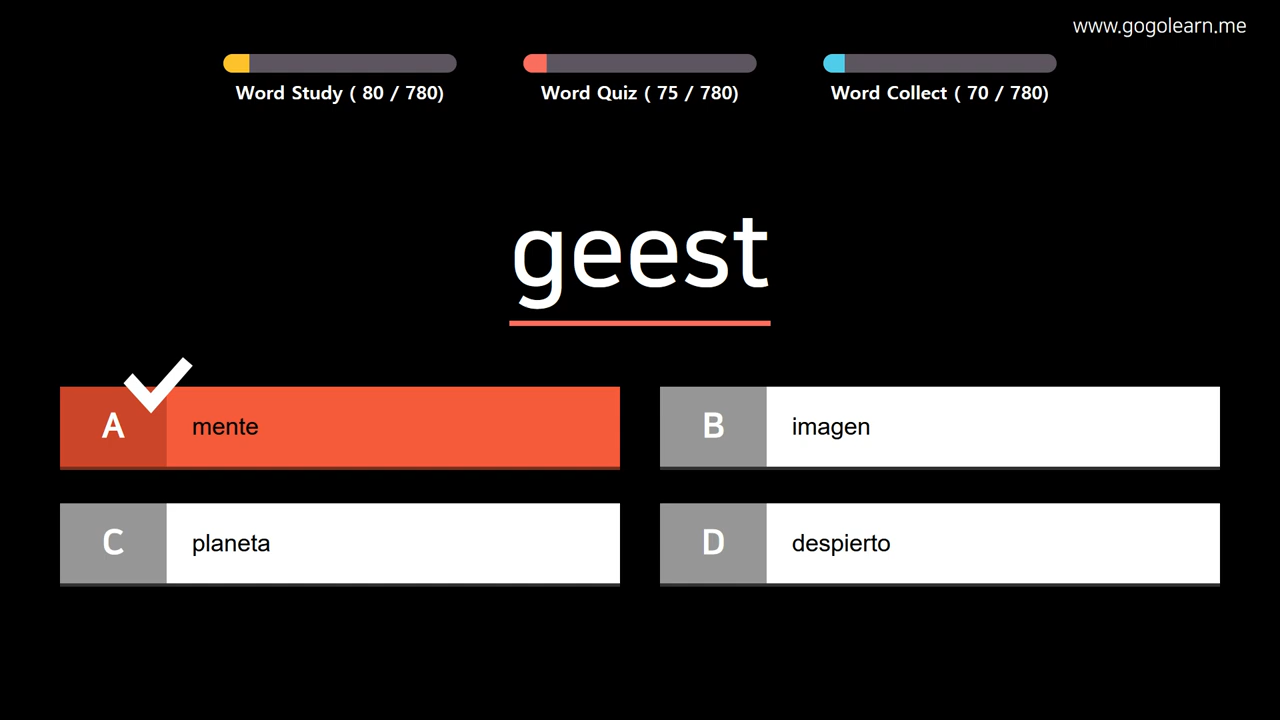 www.gogolearn.me
Word Study ( 80 / 780)
Word Quiz ( 75 / 780)
Word Collect ( 70 / 780)
geest
A mente
B imagen
C planeta
D despierto